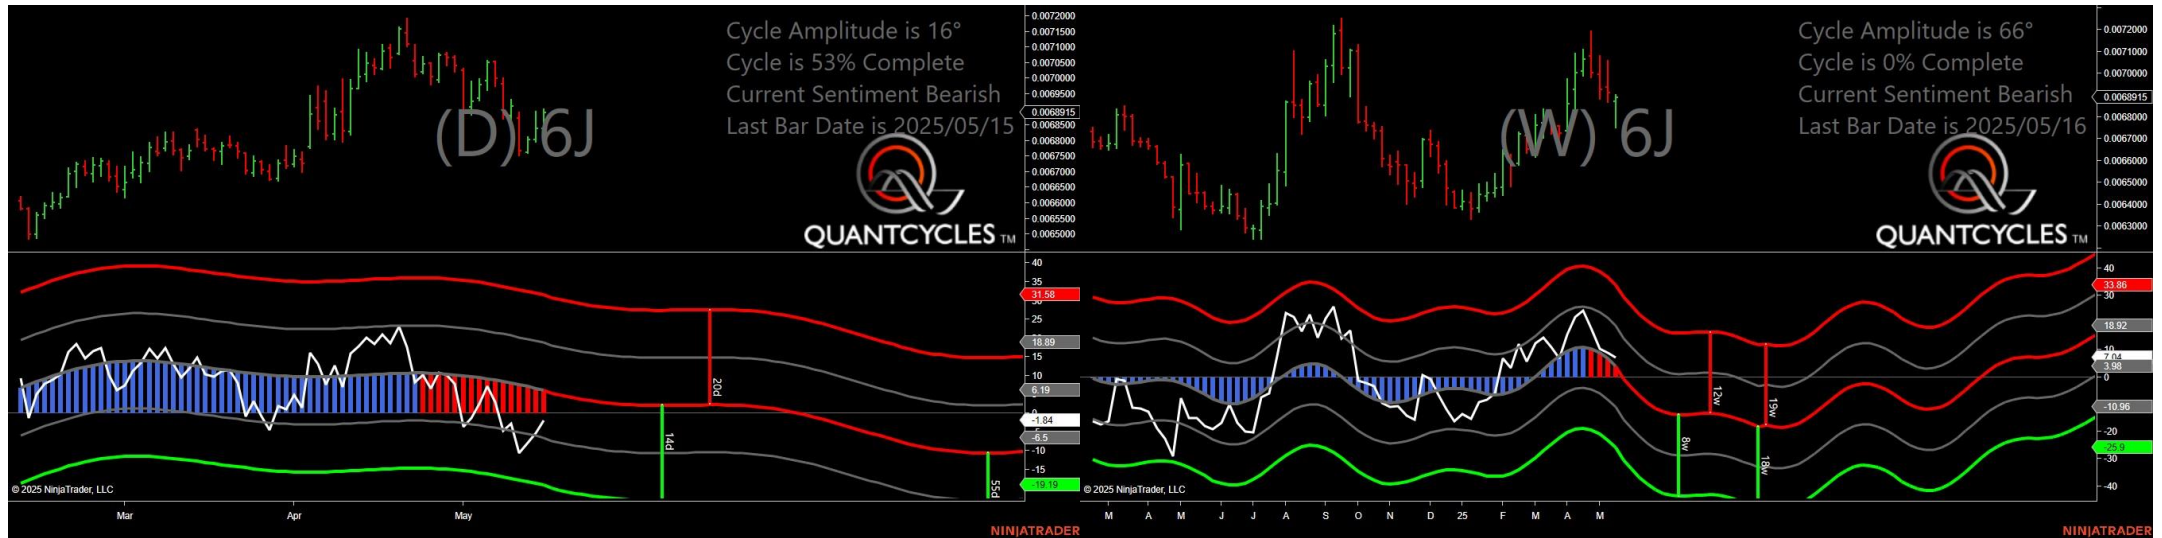 Cycle Amplitude is 16°
Cycle is 53% Complete
Current Sentiment Bearish
Last Bar Date is 2025/05/15
(D) 6J
QUANTCYCLES TM
0.0072000
0.0071500
0.0071000
0.0070500
0.0070000
0.0069500
0.0068915
0.0068500
0.0068000
0.0067500
0.0067000
0.0066500
0.0066000
0.0065500
0.0065000
40
35
31.58
25
18.89
15
10
6.19
-1.84
-6.5
-10
-15
-19.19
20d
14d
55d
© 2025 NinjaTrader, LLC
Mar Apr May
NINJATRADER
Cycle Amplitude is 66°
Cycle is 0% Complete
Current Sentiment Bearish
Last Bar Date is 2025/05/16
(W) 6J
QUANTCYCLES TM
0.0072000
0.0071000
0.0070000
0.0068915
0.0068000
0.0067000
0.0066000
0.0065000
0.0064000
0.0063000
40
33.86
30
18.92
10
7.04
3.98
0
-10.96
-20
-25.9
-30
-40
12w
19w
8w
18w
© 2025 NinjaTrader, LLC
M A M J J A S O N D 25 F M A M
NINJATRADER